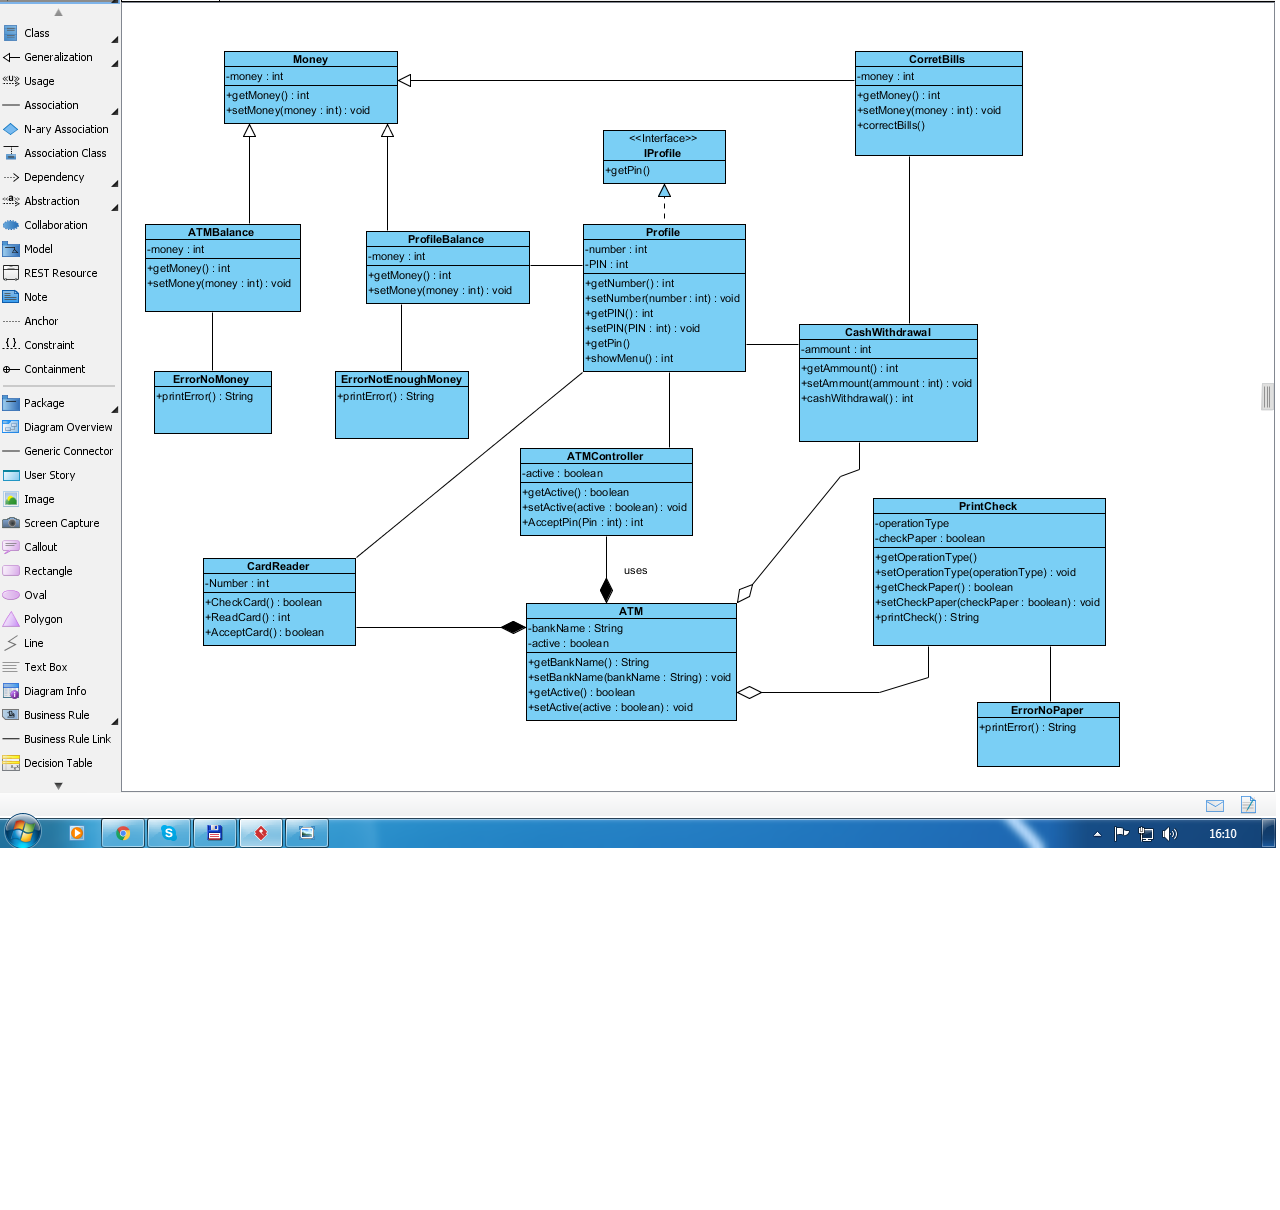 Class
Generalization
Usage
Association
N-ary Association
Association Class
Dependency
Abstraction
Collaboration
Model
REST Resource
Note
Anchor
Constraint
Containment
Package
Diagram Overview
Generic Connector
User Story
Image
Screen Capture
Callout
Rectangle
Oval
Polygon
Line
Text Box
Diagram Info
Business Rule
Business Rule Link
Decision Table
Money
-money : int
+getMoney() : int
+setMoney(money : int) : void
CorretBills
-money : int
+getMoney() : int
+setMoney(money : int) : void
+correctBills()
<<Interface>>
IProfile
+getPin()
ATMBalance
-money : int
+getMoney() : int
+setMoney(money : int) : void
ProfileBalance
-money : int
+getMoney() : int
+setMoney(money : int) : void
Profile
-number : int
-PIN : int
+getNumber() : int
+setNumber(number : int) : void
+getPIN() : int
+setPIN(PIN : int) : void
+getPin()
+showMenu() : int
CashWithdrawal
-ammount : int
+getAmmount() : int
+setAmmount(ammount : int) : void
+cashWithdrawal() : int
ErrorNoMoney
+printError() : String
ErrorNotEnoughMoney
+printError() : String
ATMController
-active : boolean
+getActive() : boolean
+setActive(active : boolean) : void
+AcceptPin(Pin : int) : int
PrintCheck
-operationType
-checkPaper : boolean
+getOperationType()
+setOperationType(operationType) : void
+getCheckPaper() : boolean
+setCheckPaper(checkPaper : boolean) : void
+printCheck() : String
CardReader
-Number : int
+CheckCard() : boolean
+ReadCard() : int
+AcceptCard() : boolean
uses
ATM
-bankName : String
-active : boolean
+getBankName() : String
+setBankName(bankName : String) : void
+getActive() : boolean
+setActive(active : boolean) : void
ErrorNoPaper
+printError() : String
16:10